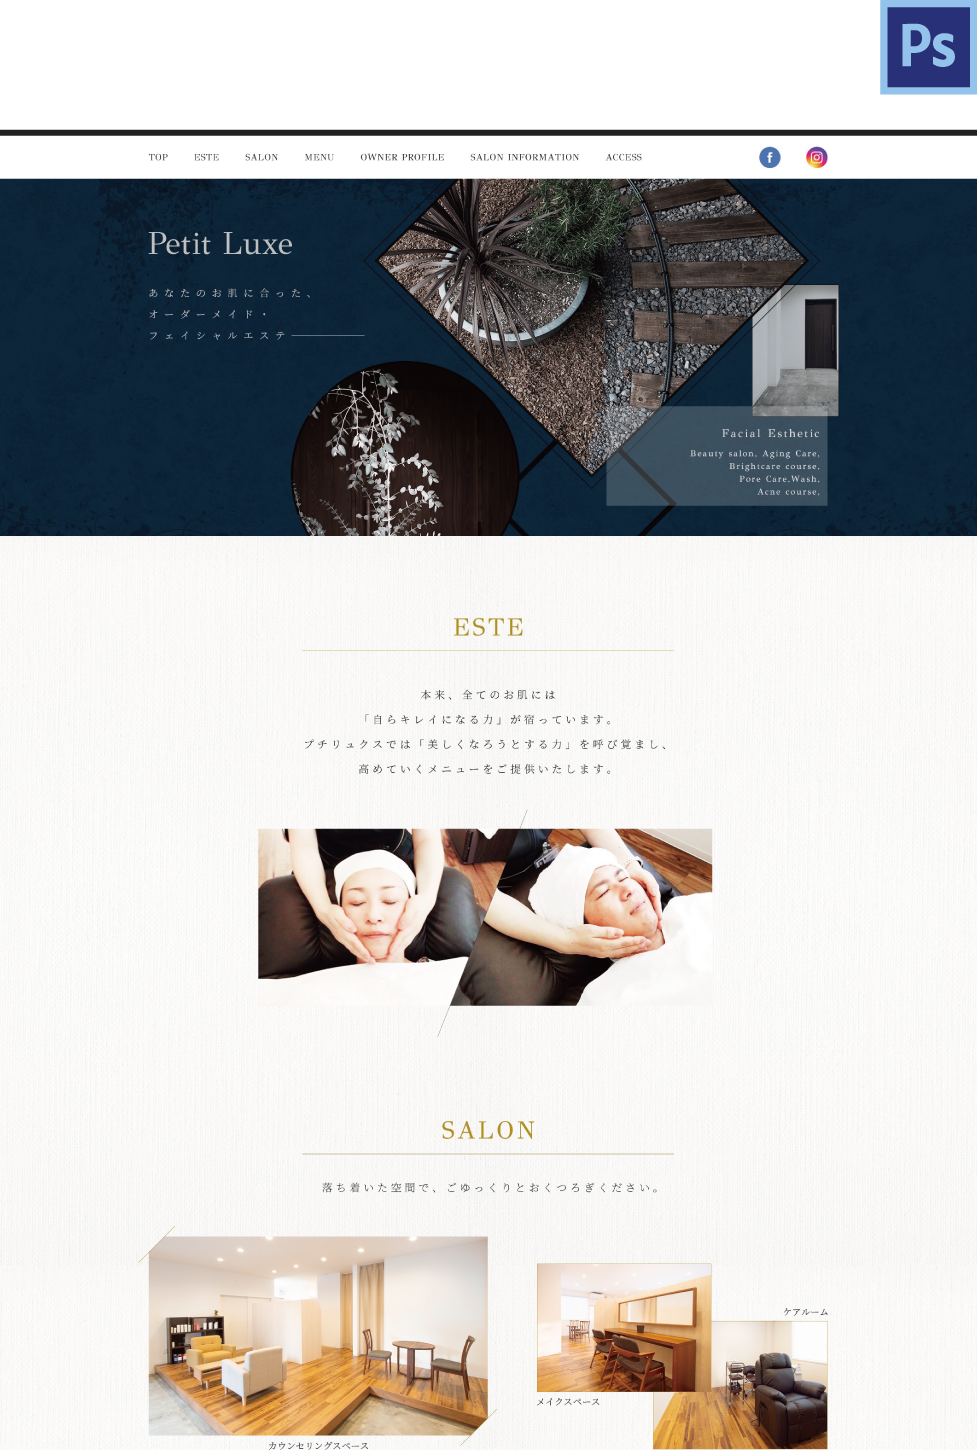 Ps
TOP ESTE SALON MENU OWNER PROFILE SALON INFORMATION ACCESS
Petit Luxe
あなたのお肌に合った、
オーダーメイド・
フェイシャルエステ
Facial Esthetic
Beauty salon, Aging Care,
Brightcare course,
Pore Care,Wash,
Acne course,
ESTE
本来、全てのお肌には
「自らキレイになる力」が宿っています。
プチリュクスでは「美しくなろうとする力」を呼び覚まし、
高めていくメニューをご提供いたします。
SALON
落ち着いた空間で、ごゆっくりとおくつろぎください。
ケアルーム
メイクスペース
カウンセリングスペース